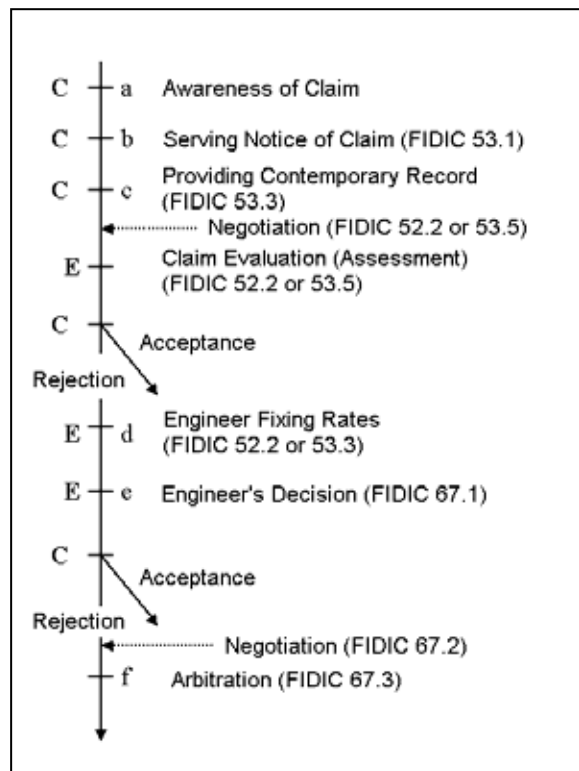 C a Awareness of Claim
C b Serving Notice of Claim (FIDIC 53.1)
C c Providing Contemporary Record
(FIDIC 53.3)
Negotiation (FIDIC 52.2 or 53.5)
E Claim Evaluation (Assessment)
(FIDIC 52.2 or 53.5)
C
Acceptance
Rejection
E d Engineer Fixing Rates
(FIDIC 52.2 or 53.3)
E e Engineer's Decision (FIDIC 67.1)
C
Acceptance
Rejection
Negotiation (FIDIC 67.2)
f Arbitration (FIDIC 67.3)